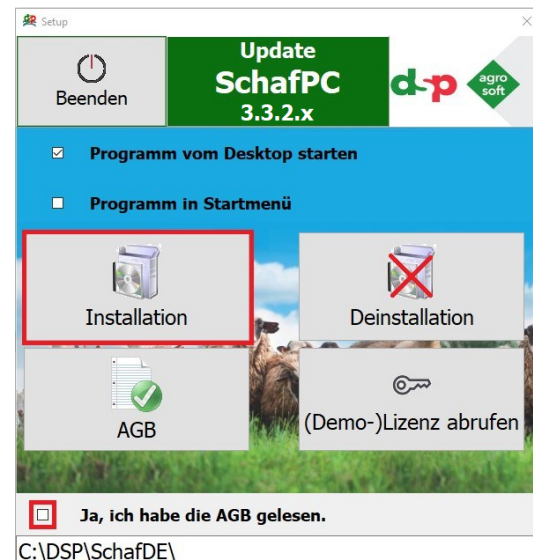 Setup
Beenden
Update
SchafPC
3.3.2.x
dsp
agro
soft
Programm vom Desktop starten
Programm in Startmenü
Installation
Deinstallation
AGB
(Demo-)Lizenz abrufen
Ja, ich habe die AGB gelesen.
C:\DSP\SchafDE\